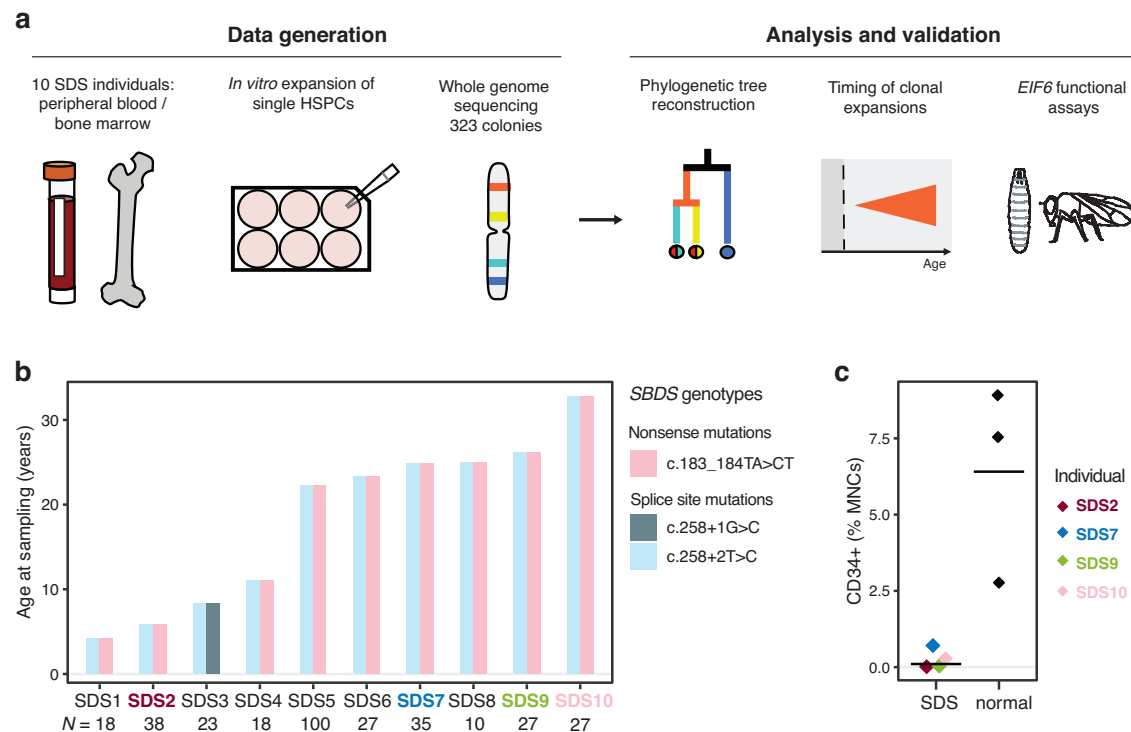 a
Data generation
Analysis and validation
10 SDS individuals:
peripheral blood /
bone marrow
In vitro expansion of
single HSPCs
Whole genome
sequencing
323 colonies
Phylogenetic tree
reconstruction
Timing of clonal
expansions
EIF6 functional
assays
Age
b
Age at sampling (years)
30
20
10
0
SDS1 SDS2 SDS3 SDS4 SDS5 SDS6 SDS7 SDS8 SDS9 SDS10
N = 18 38 23 18 100 27 35 10 27 27
SBDS genotypes
Nonsense mutations
c.183_184TA>CT
Splice site mutations
c.258+1G>C
c.258+2T>C
c
CD34+ (% MNCs)
7.5
5.0
2.5
0.0
SDS normal
Individual
SDS2
SDS7
SDS9
SDS10